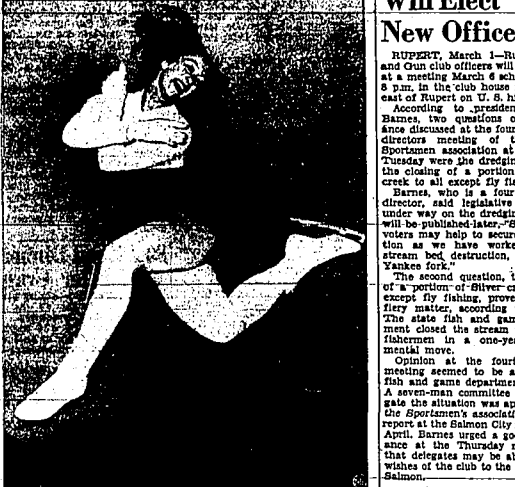 Will Elect
New Office
RUPERT, March 1—Ru
and Gun club officers will
at a meeting March 6 sch
8 p.m. in the club house
east of Rupert on U. S. hi
According to presiden
Barnes, two questions o
ance discussed at the four
directors meeting of t
Sportsmen association at
Tuesday were the dredgin
the closing of a portion
creek to all except fly fis
Barnes, who is a four
director, said legislative
under way on the dredgin
will be published later. "S
voters may help to secure
tion as we have worke
stream bed destruction,
Yankee fork."
The second question, t
of a portion of Silver cr
except fly fishing, prove
fiery matter, according
The state fish and gam
ment closed the stream
fishermen in a one-yea
mental move.
Opinion at the fourt
meeting seemed to be a
fish and game departme
A seven-man committee
gate the situation was ap
the Sportsmen's associati
report at the Salmon City
April. Barnes urged a goo
ance at the Thursday m
that delegates may be ab
wishes of the club to the
Salmon.